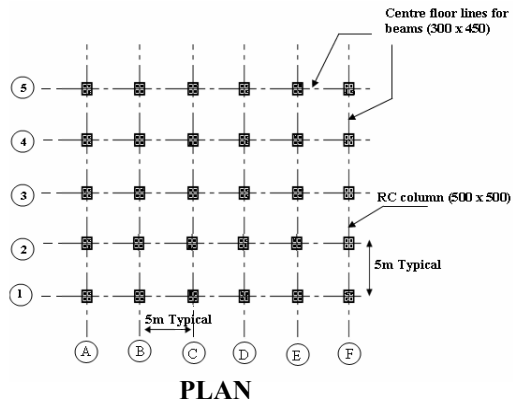 Centre floor lines for
beams (300 x 450)
5
4
3
RC column (500 x 500)
2
5m Typical
1
5m Typical
A B C D E F
PLAN